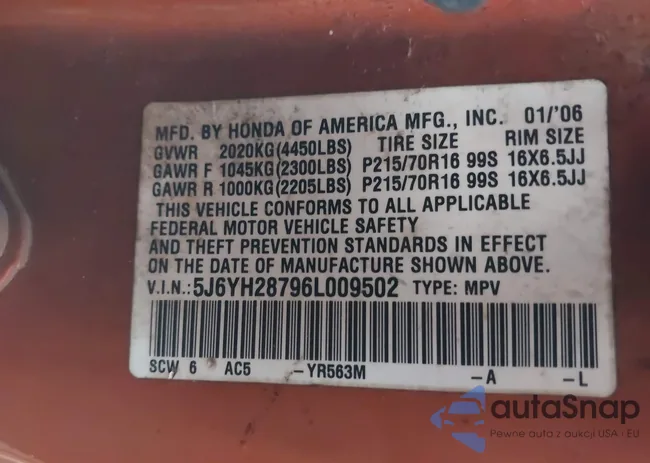 MFD. BY HONDA OF AMERICA MFG., INC. 01/'06
GVWR 2020KG(4450LBS) TIRE SIZE RIM SIZE
GAWR F 1045KG(2300LBS) P215/70R16 99S 16X6.5JJ
GAWR R 1000KG(2205LBS) P215/70R16 99S 16X6.5JJ
THIS VEHICLE CONFORMS TO ALL APPLICABLE
FEDERAL MOTOR VEHICLE SAFETY
AND THEFT PREVENTION STANDARDS IN EFFECT
ON THE DATE OF MANUFACTURE SHOWN ABOVE.
V.I.N.:5J6YH28796L009502 TYPE: MPV
SCW 6 AC5 -YR563M -A -L
autaSnap
Pewne auta z aukcji USA - EU